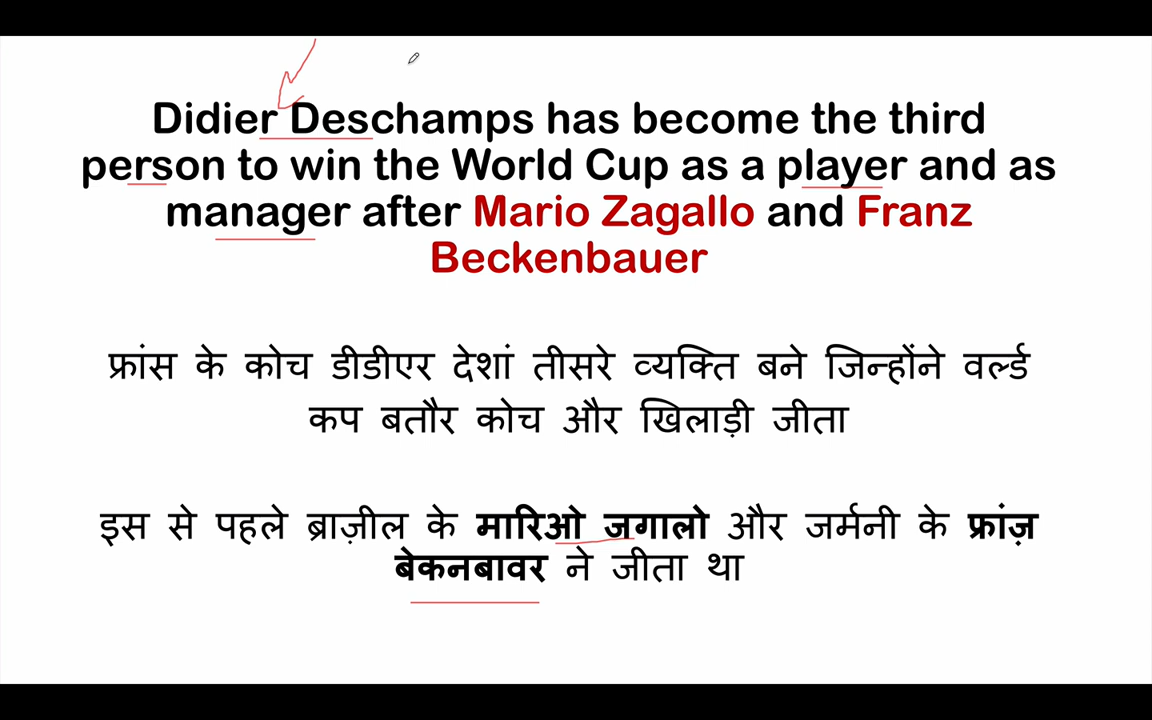 Didier Deschamps has become the third
person to win the World Cup as a player and as
manager after Mario Zagallo and Franz
Beckenbauer
फ्रांस के कोच डीडीएर देशां तीसरे व्यक्ति बने जिन्होंने वर्ल्ड
कप बतौर कोच और खिलाड़ी जीता
इस से पहले ब्राज़ील के मारिओ जगालो और जर्मनी के फ्रांज़
बेकनबावर ने जीता था